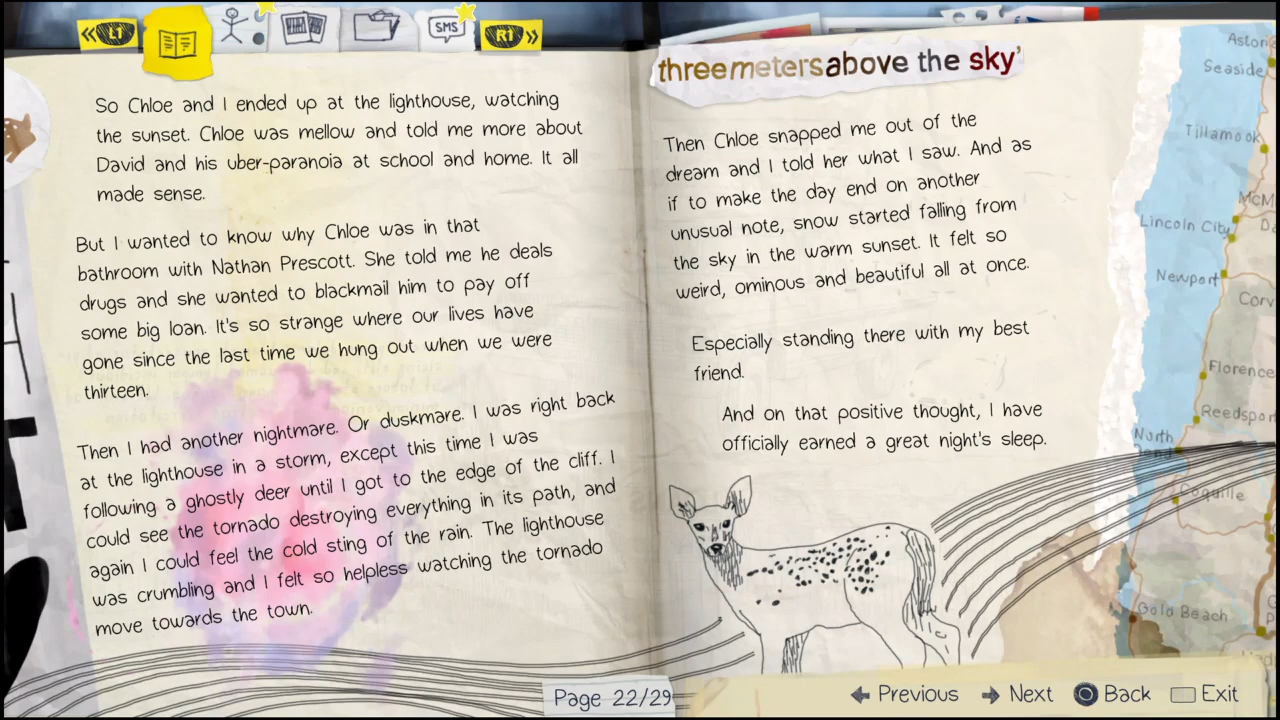 L1
SMS
R1
So Chloe and I ended up at the lighthouse, watching
the sunset. Chloe was mellow and told me more about
David and his uber-paranoia at school and home. It all
made sense.
But I wanted to know why Chloe was in that
bathroom with Nathan Prescott. She told me he deals
drugs and she wanted to blackmail him to pay off
some big loan. It's so strange where our lives have
gone since the last time we hung out when we were
thirteen.
Then I had another nightmare. Or duskmare. I was right back
at the lighthouse in a storm, except this time I was
following a ghostly deer until I got to the edge of the cliff. I
could see the tornado destroying everything in its path, and
again I could feel the cold sting of the rain. The lighthouse
was crumbling and I felt so helpless watching the tornado
move towards the town.
three meters above the sky'
Then Chloe snapped me out of the
dream and I told her what I saw. And as
if to make the day end on another
unusual note, snow started falling from
the sky in the warm sunset. It felt so
weird, ominous and beautiful all at once.
Especially standing there with my best
friend.
And on that positive thought, I have
officially earned a great night's sleep.
Seaside
Tillamook
McM
Lincoln City
Newport
Corv
Florence
Reedspor
North
Coquille
Gold Beach
Page 22/29
Previous
Next
Back
Exit